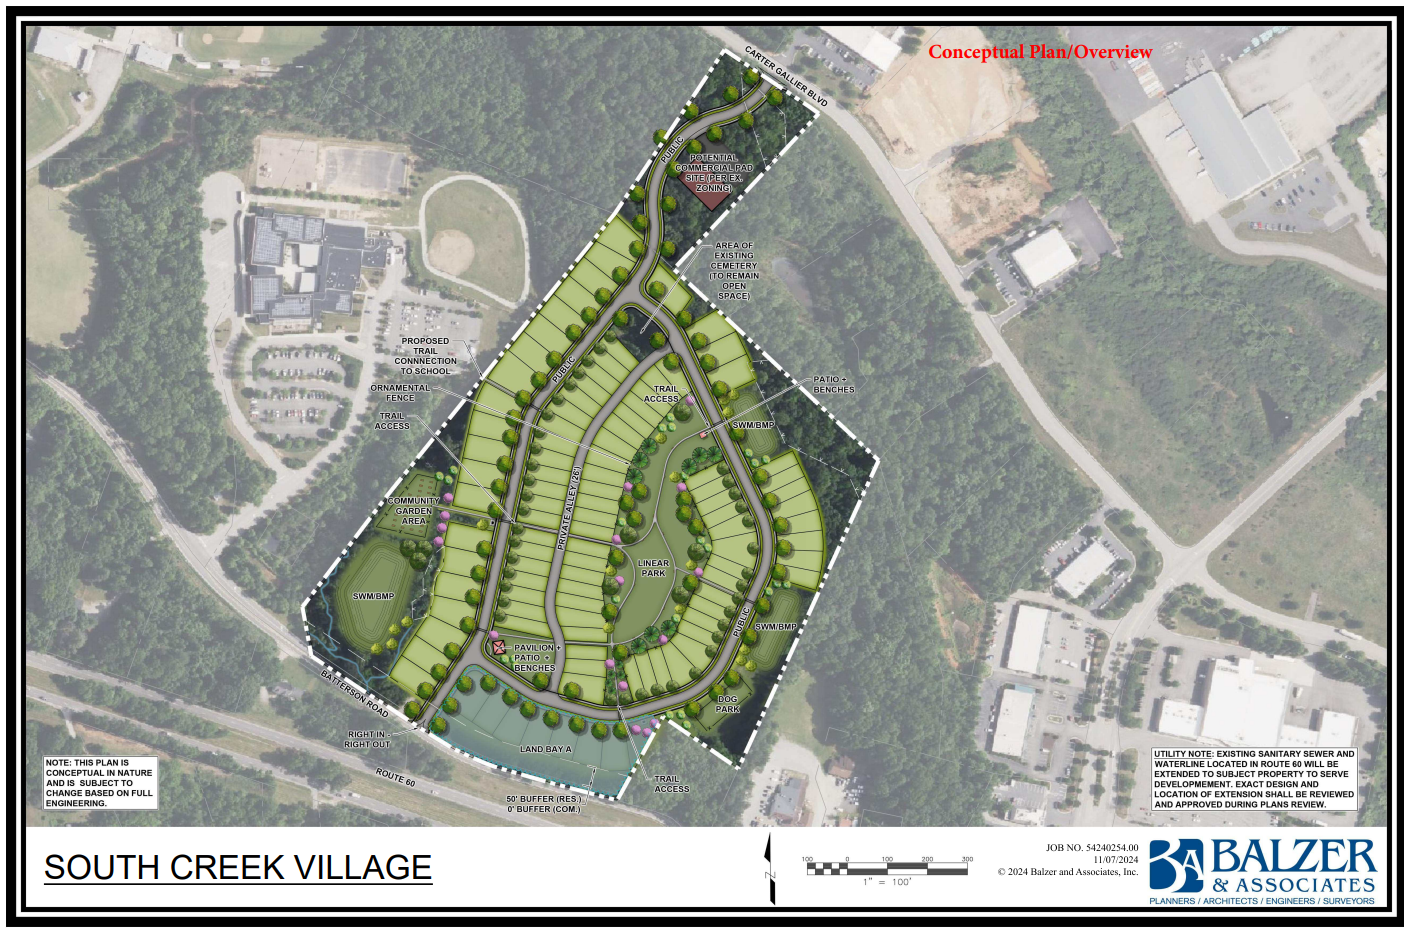 Conceptual Plan/Overview
CARTER GALLIER BLVD
PUBLIC
POTENTIAL
COMMERCIAL PAD
SITE (PER EX.
ZONING)
AREA OF
EXISTING
CEMETERY
(TO REMAIN
OPEN
SPACE)
PROPOSED
TRAIL
CONNNECTION
TO SCHOOL
PUBLIC
ORNAMENTAL
FENCE
TRAIL
ACCESS
TRAIL
ACCESS
PATIO +
BENCHES
SWM/BMP
PRIVATE ALLEY (26')
COMMUNITY
GARDEN
AREA
LINEAR
PARK
SWM/BMP
PUBLIC
SWM/BMP
PAVILION +
PATIO +
BENCHES
DOG
PARK
BATTERSON ROAD
RIGHT IN -
RIGHT OUT
LAND BAY A
ROUTE 60
TRAIL
ACCESS
50' BUFFER (RES.)
0' BUFFER (COM.)
NOTE: THIS PLAN IS
CONCEPTUAL IN NATURE
AND IS SUBJECT TO
CHANGE BASED ON FULL
ENGINEERING.
UTILITY NOTE: EXISTING SANITARY SEWER AND
WATERLINE LOCATED IN ROUTE 60 WILL BE
EXTENDED TO SUBJECT PROPERTY TO SERVE
DEVELOPMEMENT. EXACT DESIGN AND
LOCATION OF EXTENSION SHALL BE REVIEWED
AND APPROVED DURING PLANS REVIEW.
SOUTH CREEK VILLAGE
N
100 0 100 200 300
1" = 100'
JOB NO. 54240254.00
11/07/2024
© 2024 Balzer and Associates, Inc.
BA
BALZER
& ASSOCIATES
PLANNERS / ARCHITECTS / ENGINEERS / SURVEYORS